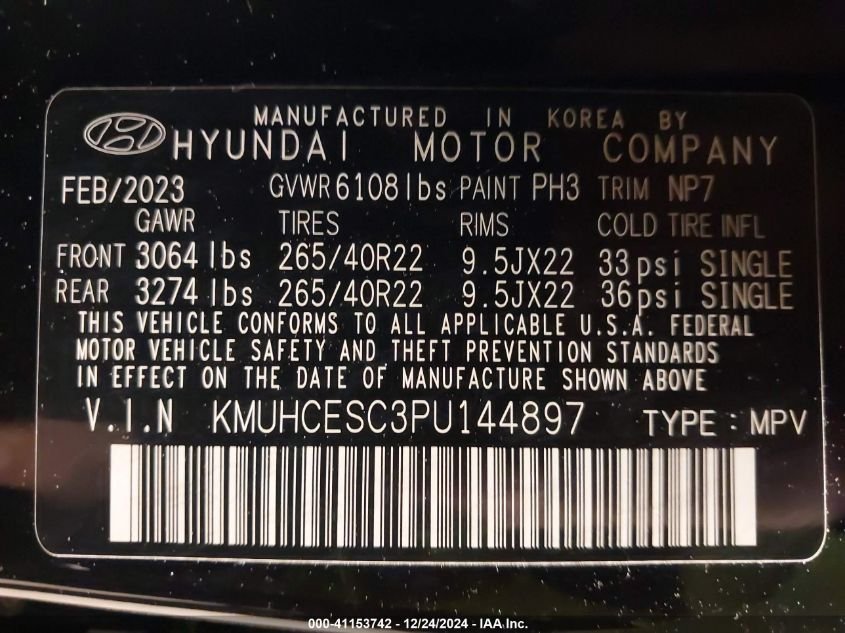 MANUFACTURED IN KOREA BY
HYUNDAI MOTOR COMPANY
FEB/2023 GVWR 6108 lbs PAINT PH3 TRIM NP7
GAWR TIRES RIMS COLD TIRE INFL
FRONT 3064 lbs 265/40R22 9.5JX22 33 psi SINGLE
REAR 3274 lbs 265/40R22 9.5JX22 36 psi SINGLE
THIS VEHICLE CONFORMS TO ALL APPLICABLE U.S.A. FEDERAL
MOTOR VEHICLE SAFETY AND THEFT PREVENTION STANDARDS
IN EFFECT ON THE DATE OF MANUFACTURE SHOWN ABOVE
V.I.N KMUHCESC3PU144897 TYPE : MPV
000-41153742 - 12/24/2024 - IAA Inc.